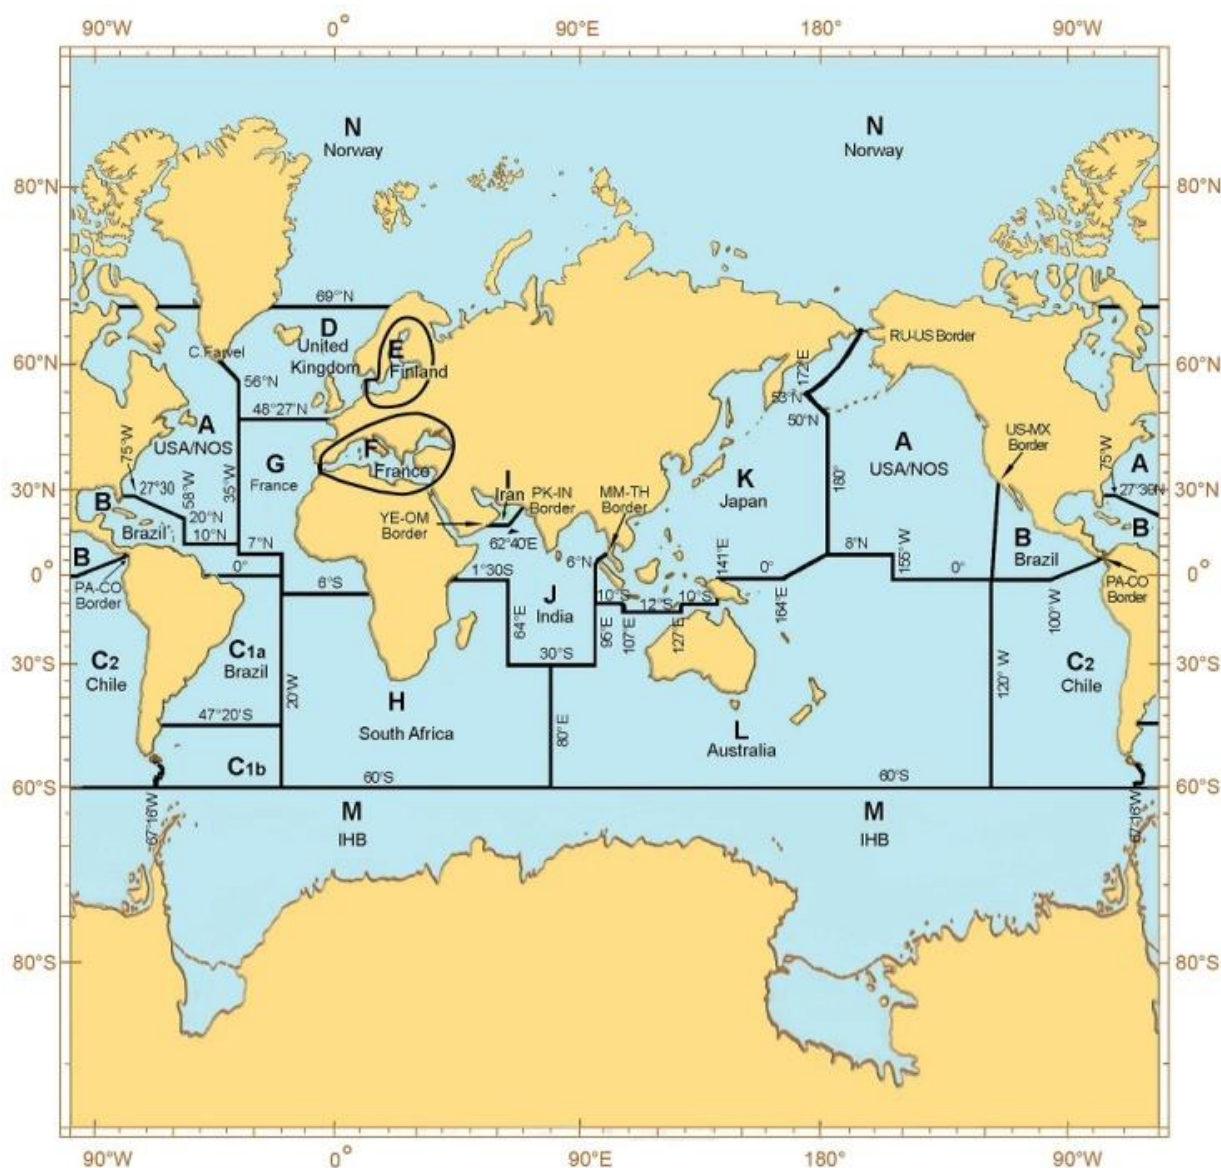 90°W 0° 90°E 180° 90°W
N N
Norway Norway
80°N 80°N
69°N
D
United
Kingdom
C.Farvel
E
Finland
RU-US Border
60°N 60°N
172°E
56°N
53°N
50°N
48°27'N
A
USA/NOS
75°W
US-MX
Border
A
USA/NOS
75°W
A
F
France
G
France
K
Japan
180°
58°W
35°W
I
Iran
PK-IN
Border
MM-TH
Border
30°N 30°N
27°30
27°30N
B
Brazil
20°N
10°N
YE-OM
Border
62°40'E
B
Brazil
B
7°N
6°N
141°E
8°N
155°W
B
0° 0°
0°
1°30S
0°
0°
PA-CO
Border
PA-CO
Border
6°S
J
India
10°S
12°S
10°S
164°E
100°W
64°E
95°E
107°E
127°E
C1a
Brazil
C2
Chile
C2
Chile
30°S 30°S
30°S
20°W
120° W
H
South Africa
47°20'S
80°E
L
Australia
C1b
60°S 60°S
60°S
60°S
67°16'W
67°16'W
M M
IHB IHB
80°S 80°S
90°W 0° 90°E 180° 90°W